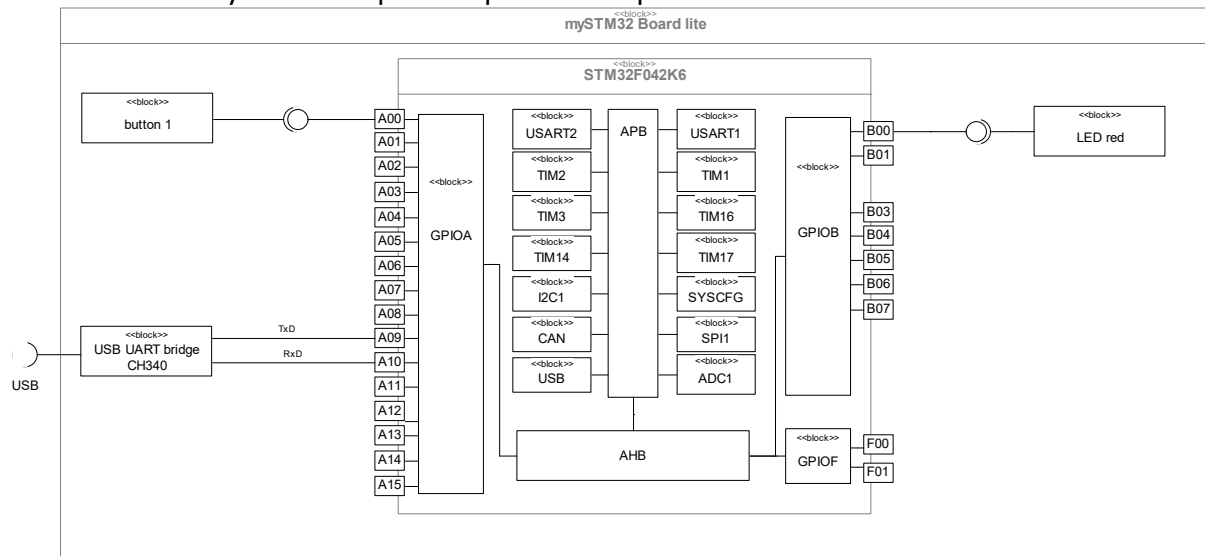 <<block>>
mySTM32 Board lite
<<block>>
STM32F042K6
<<block>>
button 1
A00
A01
A02
A03
A04
A05
A06
A07
A08
A09
A10
A11
A12
A13
A14
A15
<<block>>
GPIOA
<<block>>
USART2
<<block>>
TIM2
<<block>>
TIM3
<<block>>
TIM14
<<block>>
I2C1
<<block>>
CAN
<<block>>
USB
APB
<<block>>
USART1
<<block>>
TIM1
<<block>>
TIM16
<<block>>
TIM17
<<block>>
SYSCFG
<<block>>
SPI1
<<block>>
ADC1
AHB
<<block>>
GPIOB
B00
B01
B03
B04
B05
B06
B07
<<block>>
GPIOF
F00
F01
<<block>>
LED red
USB
<<block>>
USB UART bridge
CH340
TxD
RxD